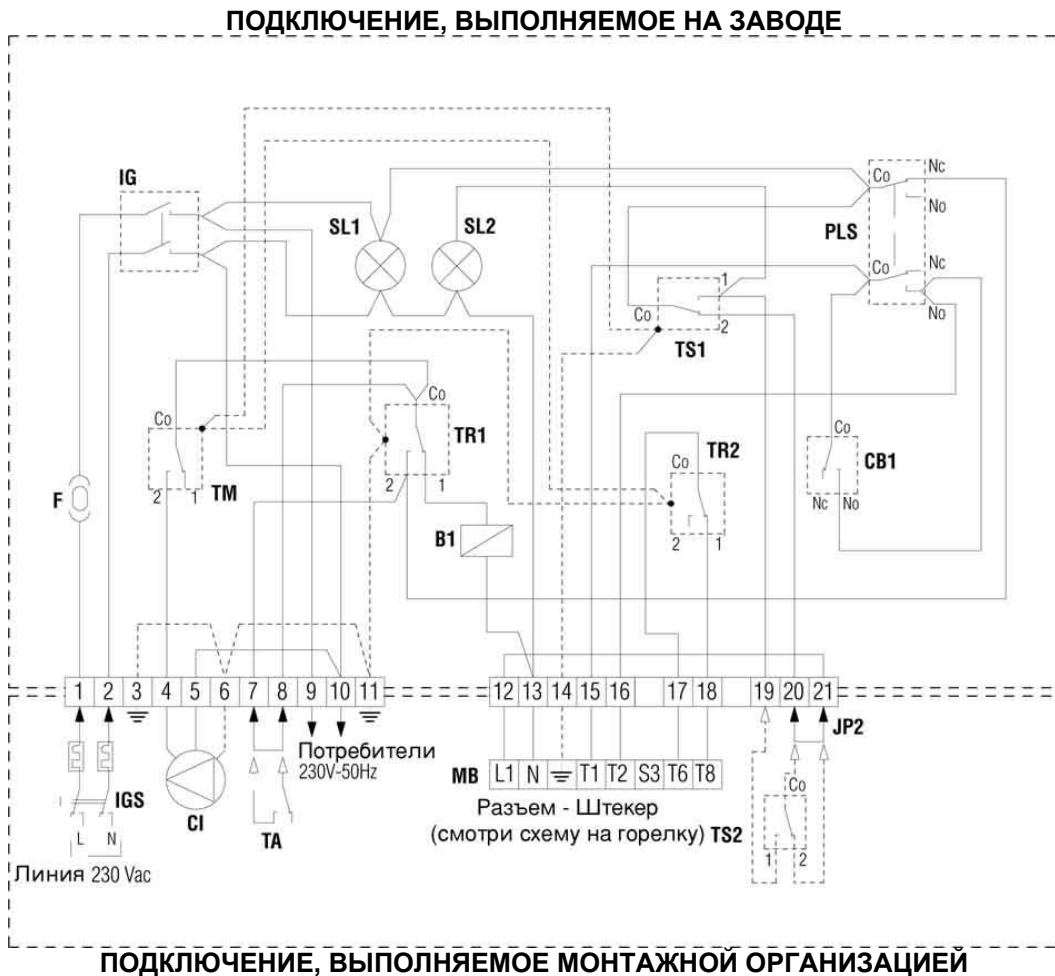 ПОДКЛЮЧЕНИЕ, ВЫПОЛНЯЕМОЕ НА ЗАВОДЕ
IG
SL1
SL2
PLS
Co
Nc
No
Co
Nc
No
Co
1
2
TS1
Co
2
1
TM
Co
2
1
TR1
Co
2
1
TR2
Co
Nc
No
CB1
F
B1
1 2 3 4 5 6 7 8 9 10 11
12 13 14 15 16 17 18 19 20 21
JP2
Потребители
230V-50Hz
MB L1 N T1 T2 S3 T6 T8
Разъем - Штекер
(смотри схему на горелку) TS2
Co
1 2
IGS
L N
CI
TA
Линия 230 Vac
ПОДКЛЮЧЕНИЕ, ВЫПОЛНЯЕМОЕ МОНТАЖНОЙ ОРГАНИЗАЦИЕЙ